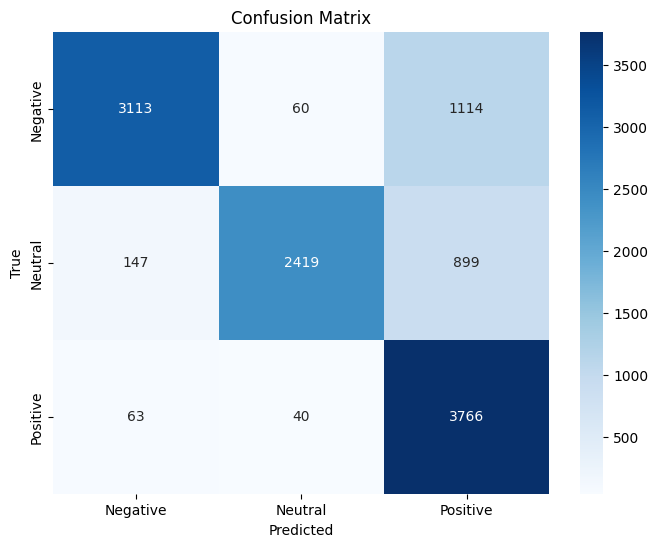 Confusion Matrix
Negative
3113
60
1114
Neutral
147
2419
899
Positive
63
40
3766
True
Negative
Neutral
Positive
Predicted
3500
3000
2500
2000
1500
1000
500